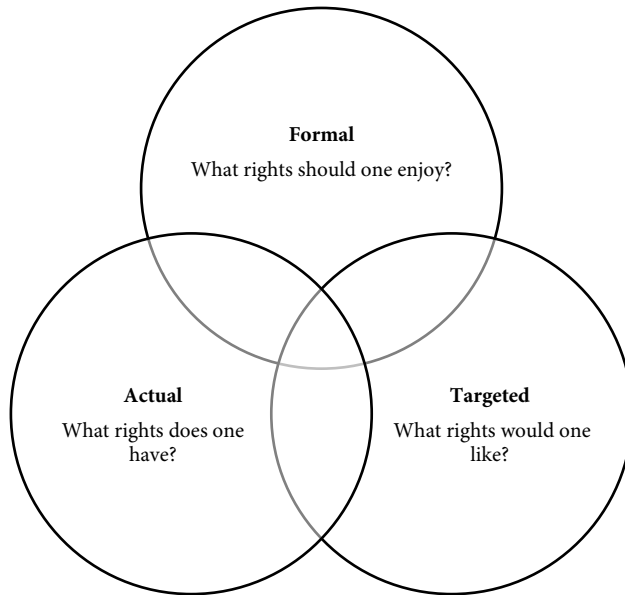 Formal
What rights should one enjoy?
Actual
What rights does one
have?
Targeted
What rights would one
like?